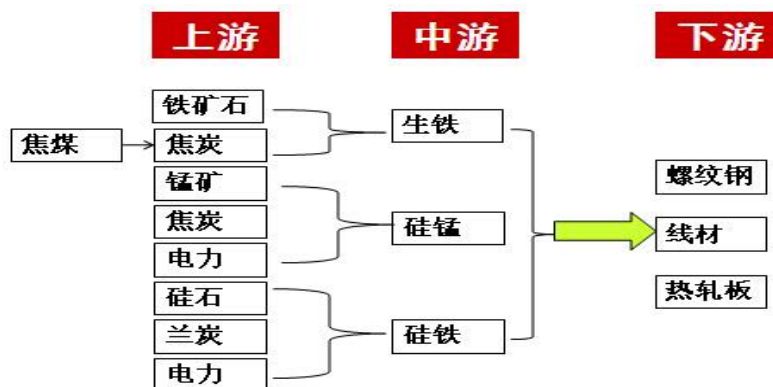 上游
中游
下游
铁矿石
焦煤
焦炭
生铁
锰矿
焦炭
电力
硅锰
硅石
兰炭
电力
硅铁
螺纹钢
线材
热轧板